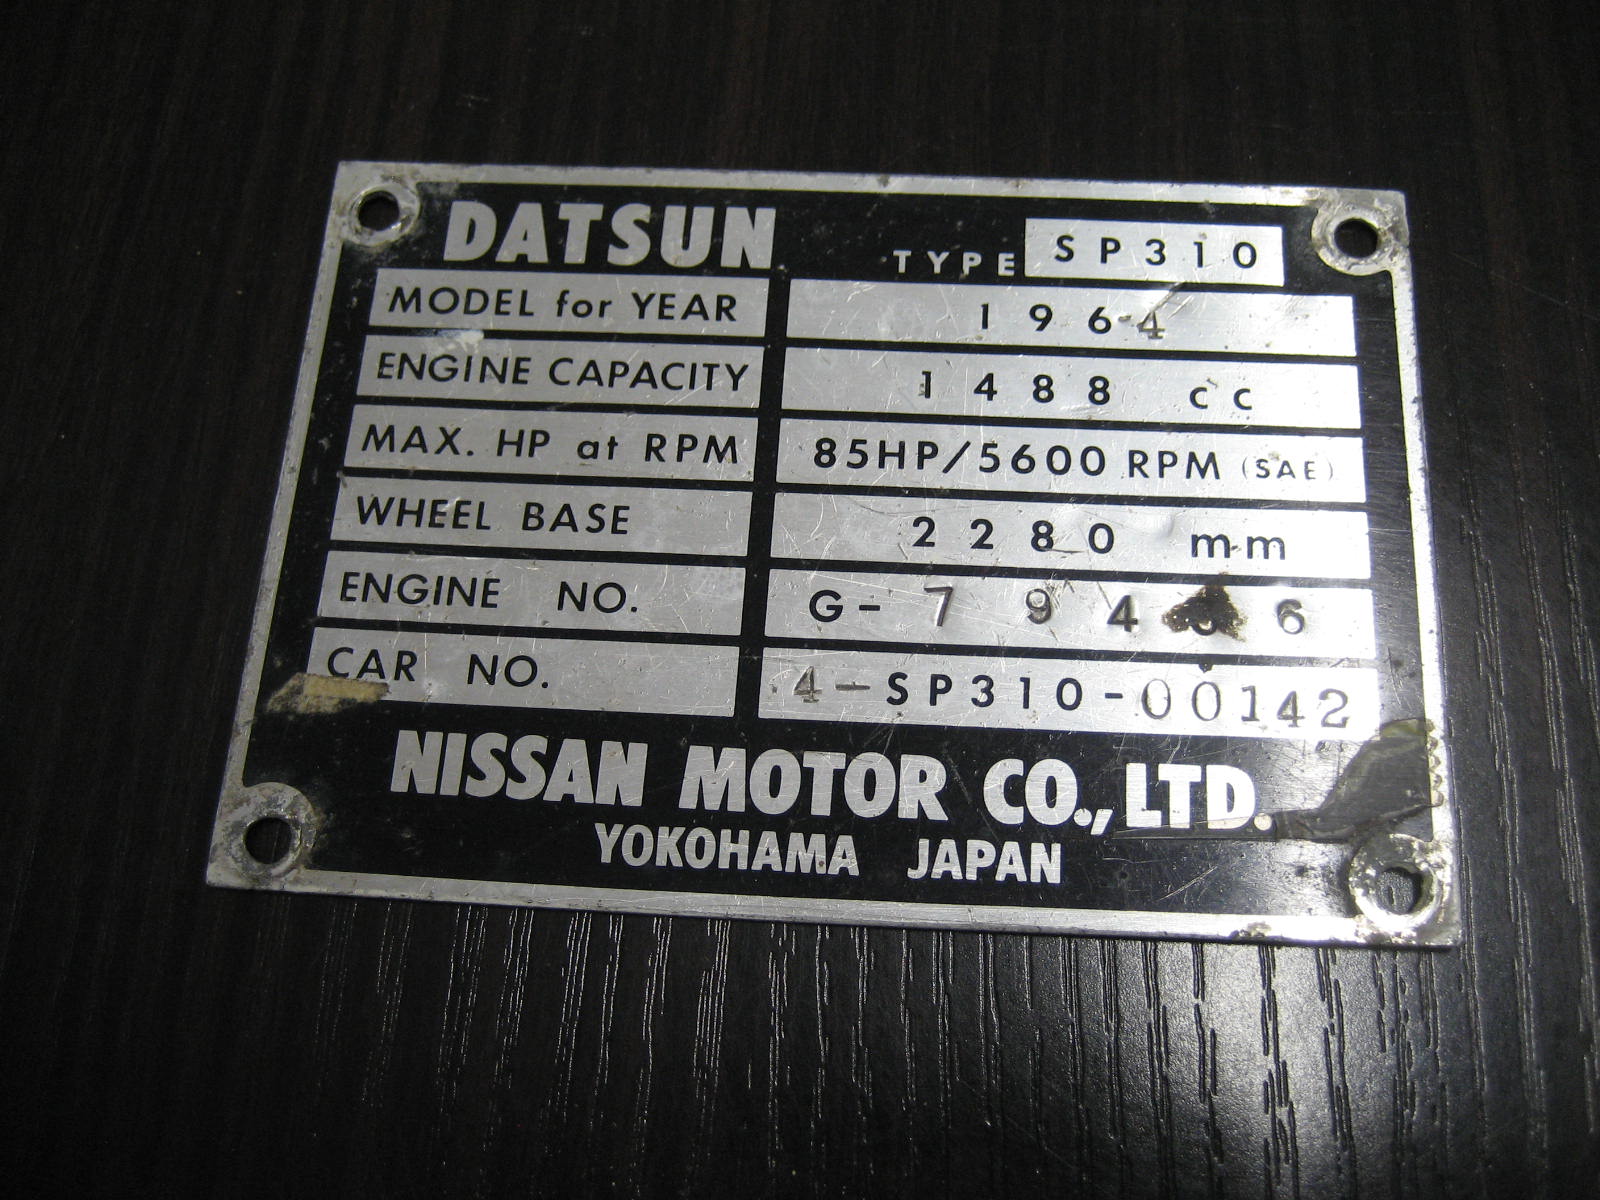 DATSUN TYPE SP310
MODEL for YEAR 1964
ENGINE CAPACITY 1488 cc
MAX. HP at RPM 85HP/5600 RPM (SAE)
WHEEL BASE 2280 mm
ENGINE NO. G-
CAR NO. 4-SP310-00142
NISSAN MOTOR CO., LTD.
YOKOHAMA JAPAN